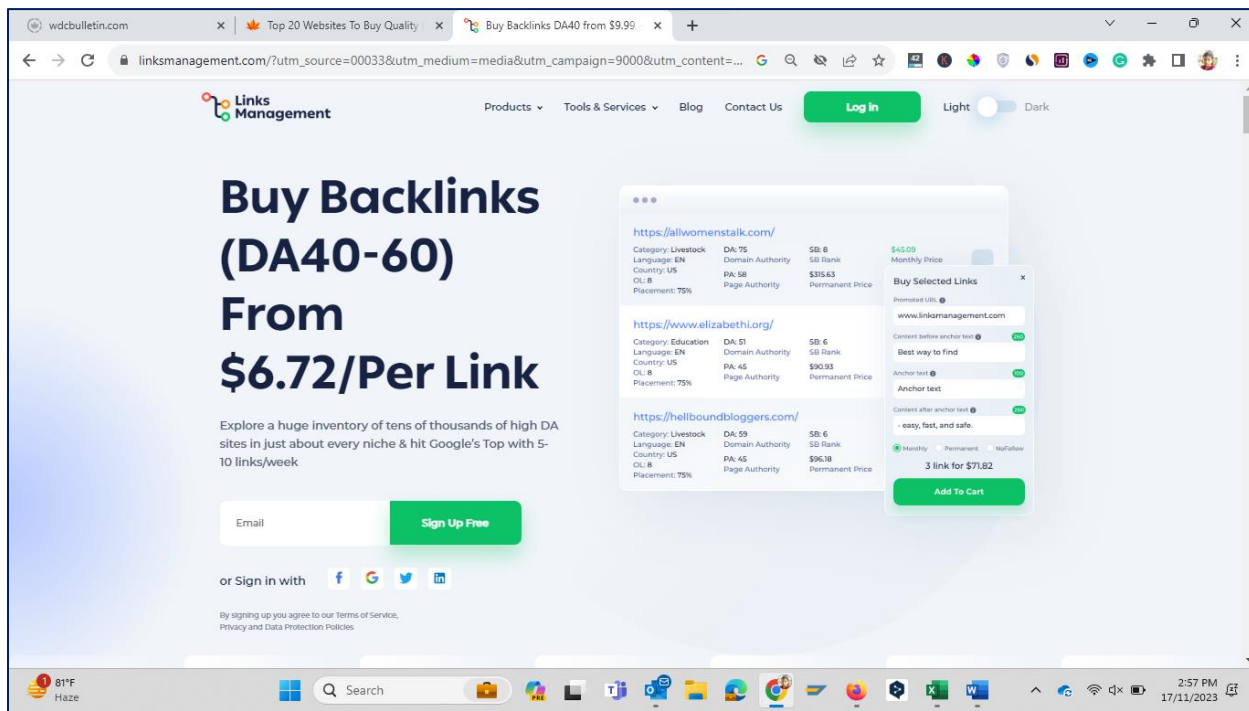 wdcbulletin.com
Top 20 Websites To Buy Quality
Buy Backlinks DA40 from $9.99
linksmanagement.com/?utm_source=00033&utm_medium=media&utm_campaign=9000&utm_content=...
Links
Management
Products
Tools & Services
Blog
Contact Us
Log in
Light
Dark
Buy Backlinks
(DA40-60)
From
$6.72/Per Link
Explore a huge inventory of tens of thousands of high DA
sites in just about every niche & hit Google's Top with 5-
10 links/week
Email
Sign Up Free
or Sign in with
By signing up you agree to our Terms of Service,
Privacy and Data Protection Policies
https://allwomenstalk.com/
Category: Livestock DA: 75 SB: 8 $45.09
Language: EN Domain Authority SB Rank Monthly Price
Country: US
OL: 8 PA: 58 $315.63
Placement: 75% Page Authority Permanent Price
https://www.elizabethi.org/
Category: Education DA: 51 SB: 6
Language: EN Domain Authority SB Rank
Country: US
OL: 8 PA: 45 $90.93
Placement: 75% Page Authority Permanent Price
https://hellboundbloggers.com/
Category: Livestock DA: 59 SB: 6
Language: EN Domain Authority SB Rank
Country: US
OL: 8 PA: 45 $96.18
Placement: 75% Page Authority Permanent Price
Buy Selected Links
Promoted URL
www.linksmanagement.com
Content before anchor text 250
Best way to find
Anchor text 100
Anchor text
Content after anchor text 250
- easy, fast, and safe.
Monthly Permanent NoFollow
3 link for $71.82
Add To Cart
1
81°F
Haze
Search
PRE
2:57 PM
17/11/2023